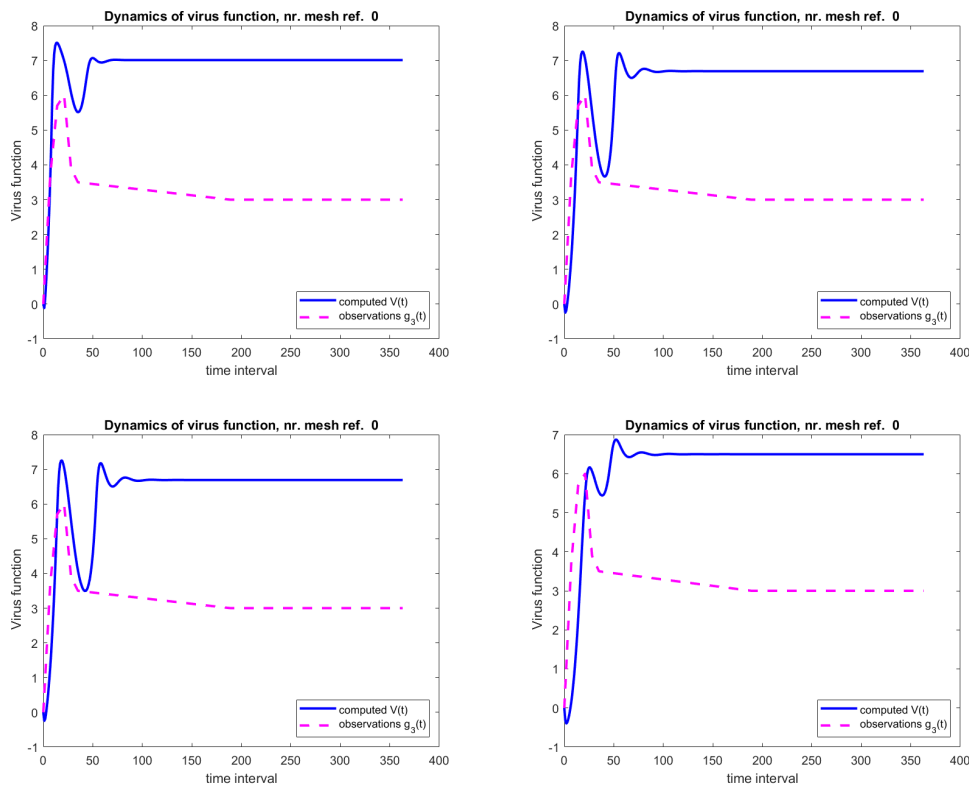 Dynamics of virus function, nr. mesh ref. 0
8
7
6
5
4
3
2
1
0
-1
Virus function
computed V(t)
observations g_3(t)
0 50 100 150 200 250 300 350 400
time interval
Dynamics of virus function, nr. mesh ref. 0
8
7
6
5
4
3
2
1
0
-1
Virus function
computed V(t)
observations g_3(t)
0 50 100 150 200 250 300 350 400
time interval
Dynamics of virus function, nr. mesh ref. 0
8
7
6
5
4
3
2
1
0
-1
Virus function
computed V(t)
observations g_3(t)
0 50 100 150 200 250 300 350 400
time interval
Dynamics of virus function, nr. mesh ref. 0
7
6
5
4
3
2
1
0
-1
Virus function
computed V(t)
observations g_3(t)
0 50 100 150 200 250 300 350 400
time interval